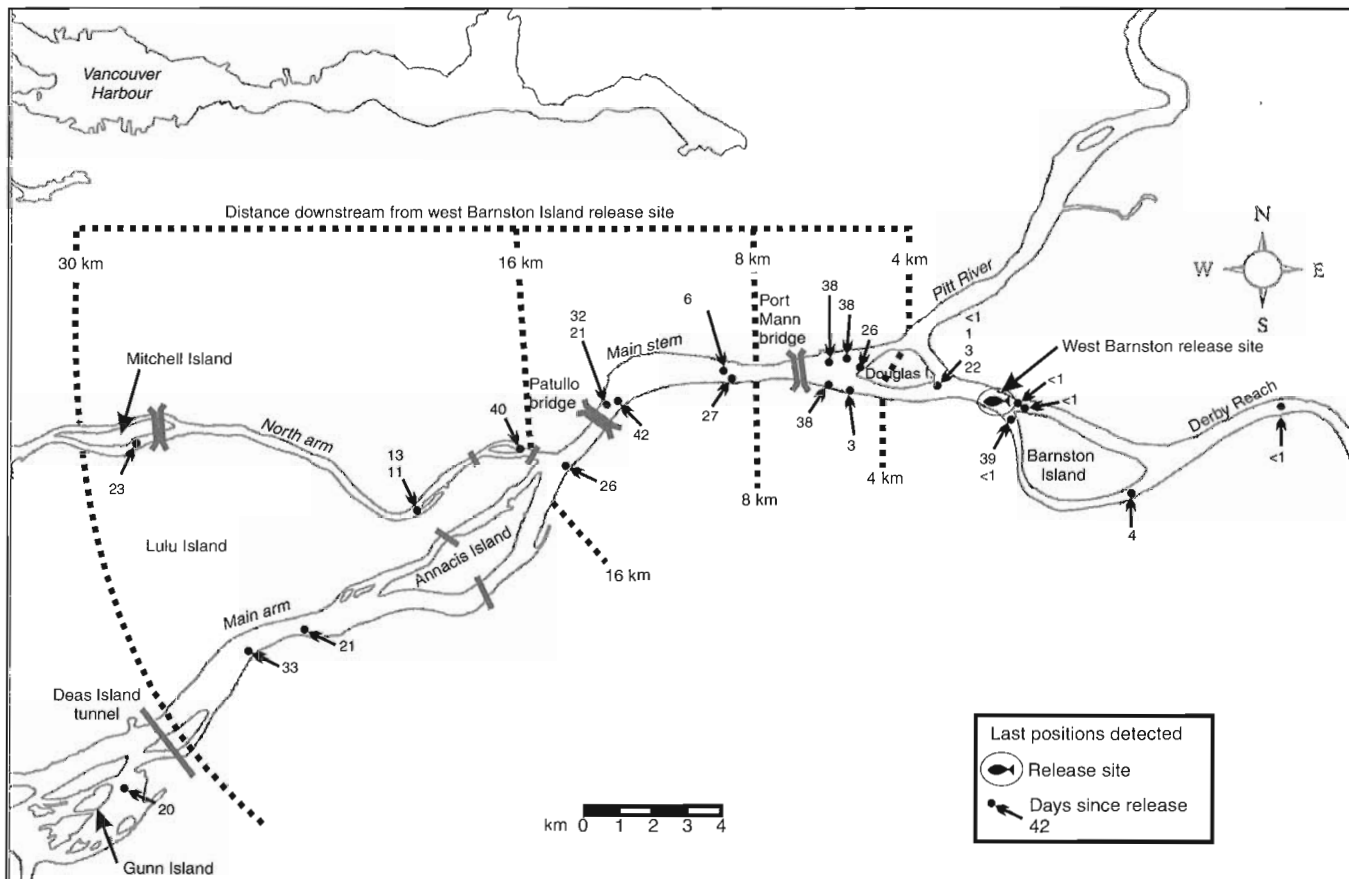 Vancouver
Harbour
Distance downstream from west Barnston Island release site
30 km
16 km
8 km
4 km
Pitt River
N
W
E
S
Port
Mann
bridge
38
38
26
<1
1
3
22
6
32
21
Main stem
Mitchell Island
Patullo
bridge
Douglas I.
West Barnston release site
<1
<1
Derby Reach
27
38
3
42
40
North arm
13
11
23
26
39
<1
Barnston
Island
<1
4 km
8 km
4
Lulu Island
Annacis Island
16 km
Main arm
21
33
Deas Island
tunnel
20
Gunn Island
km 0 1 2 3 4
Last positions detected
Release site
Days since release
42